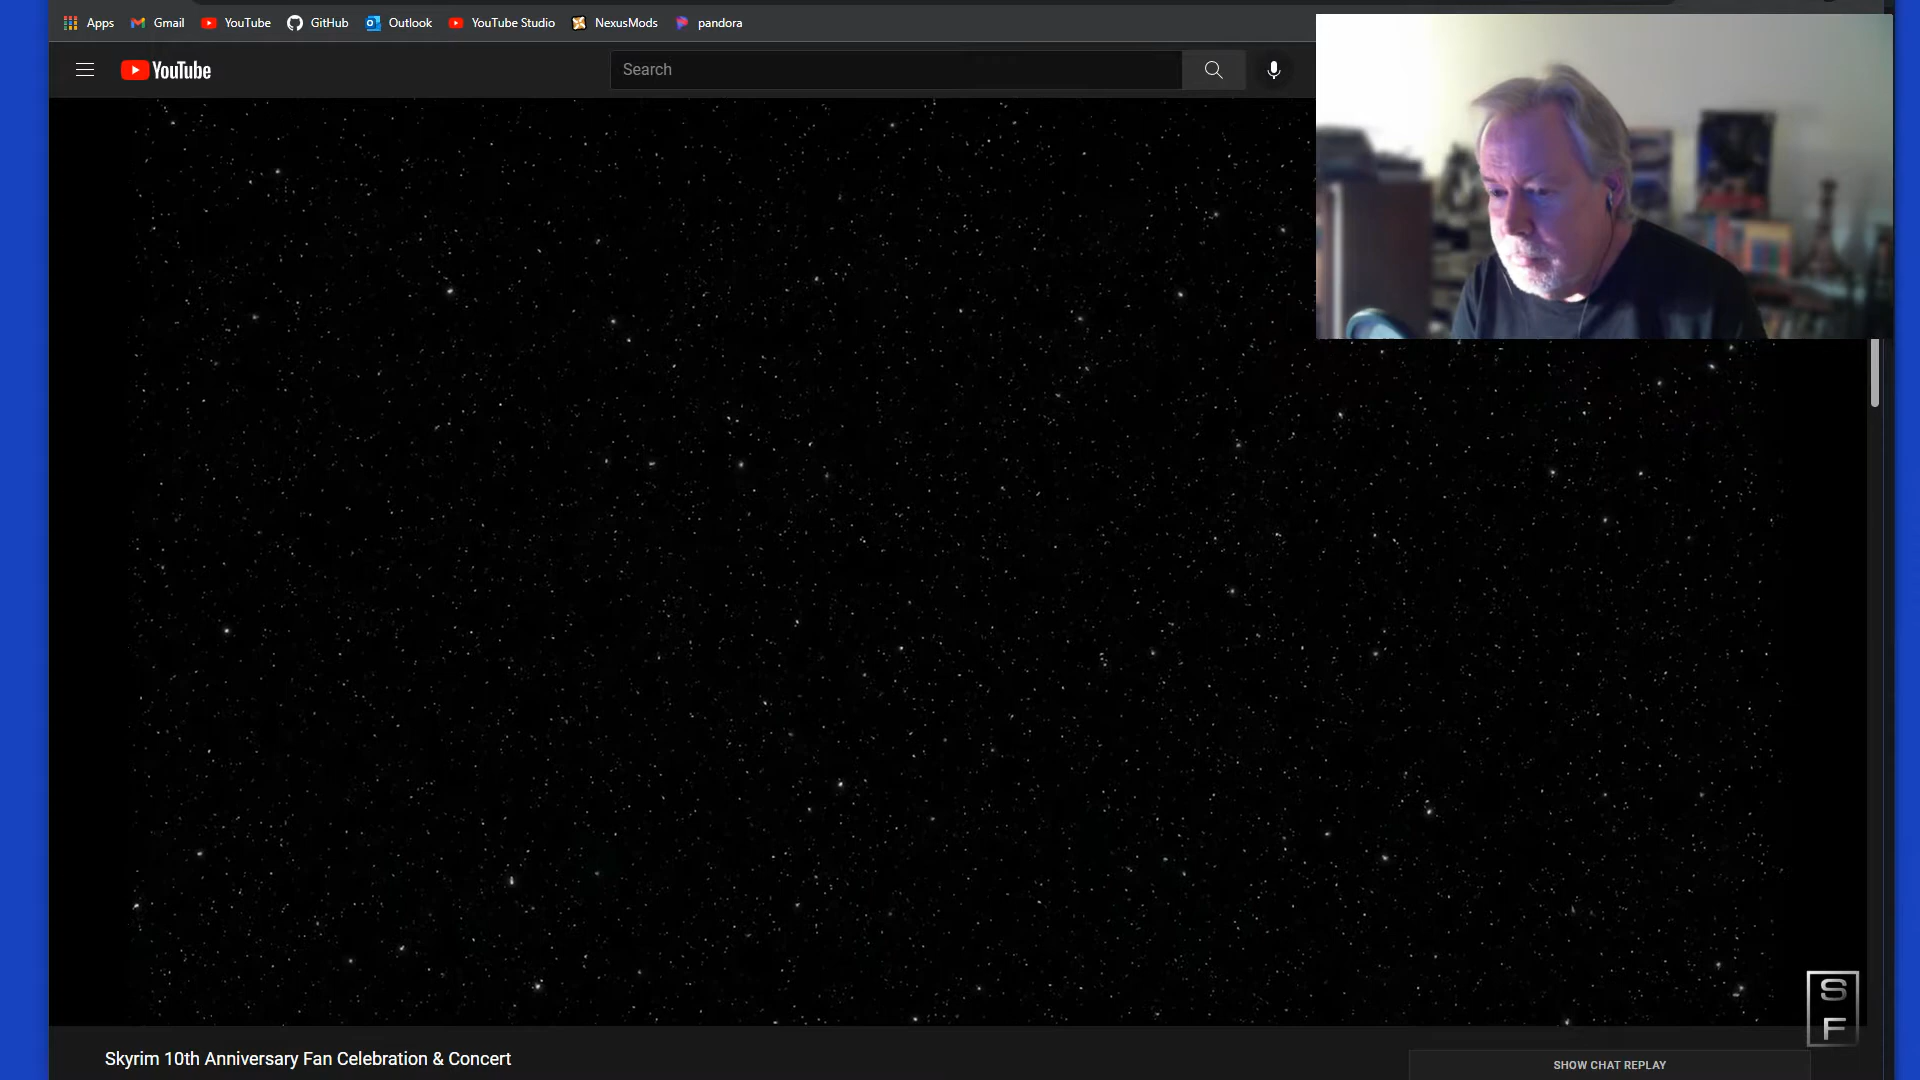 Apps Gmail YouTube GitHub Outlook YouTube Studio NexusMods pandora
YouTube Search
S
F
Skyrim 10th Anniversary Fan Celebration & Concert
SHOW CHAT REPLAY